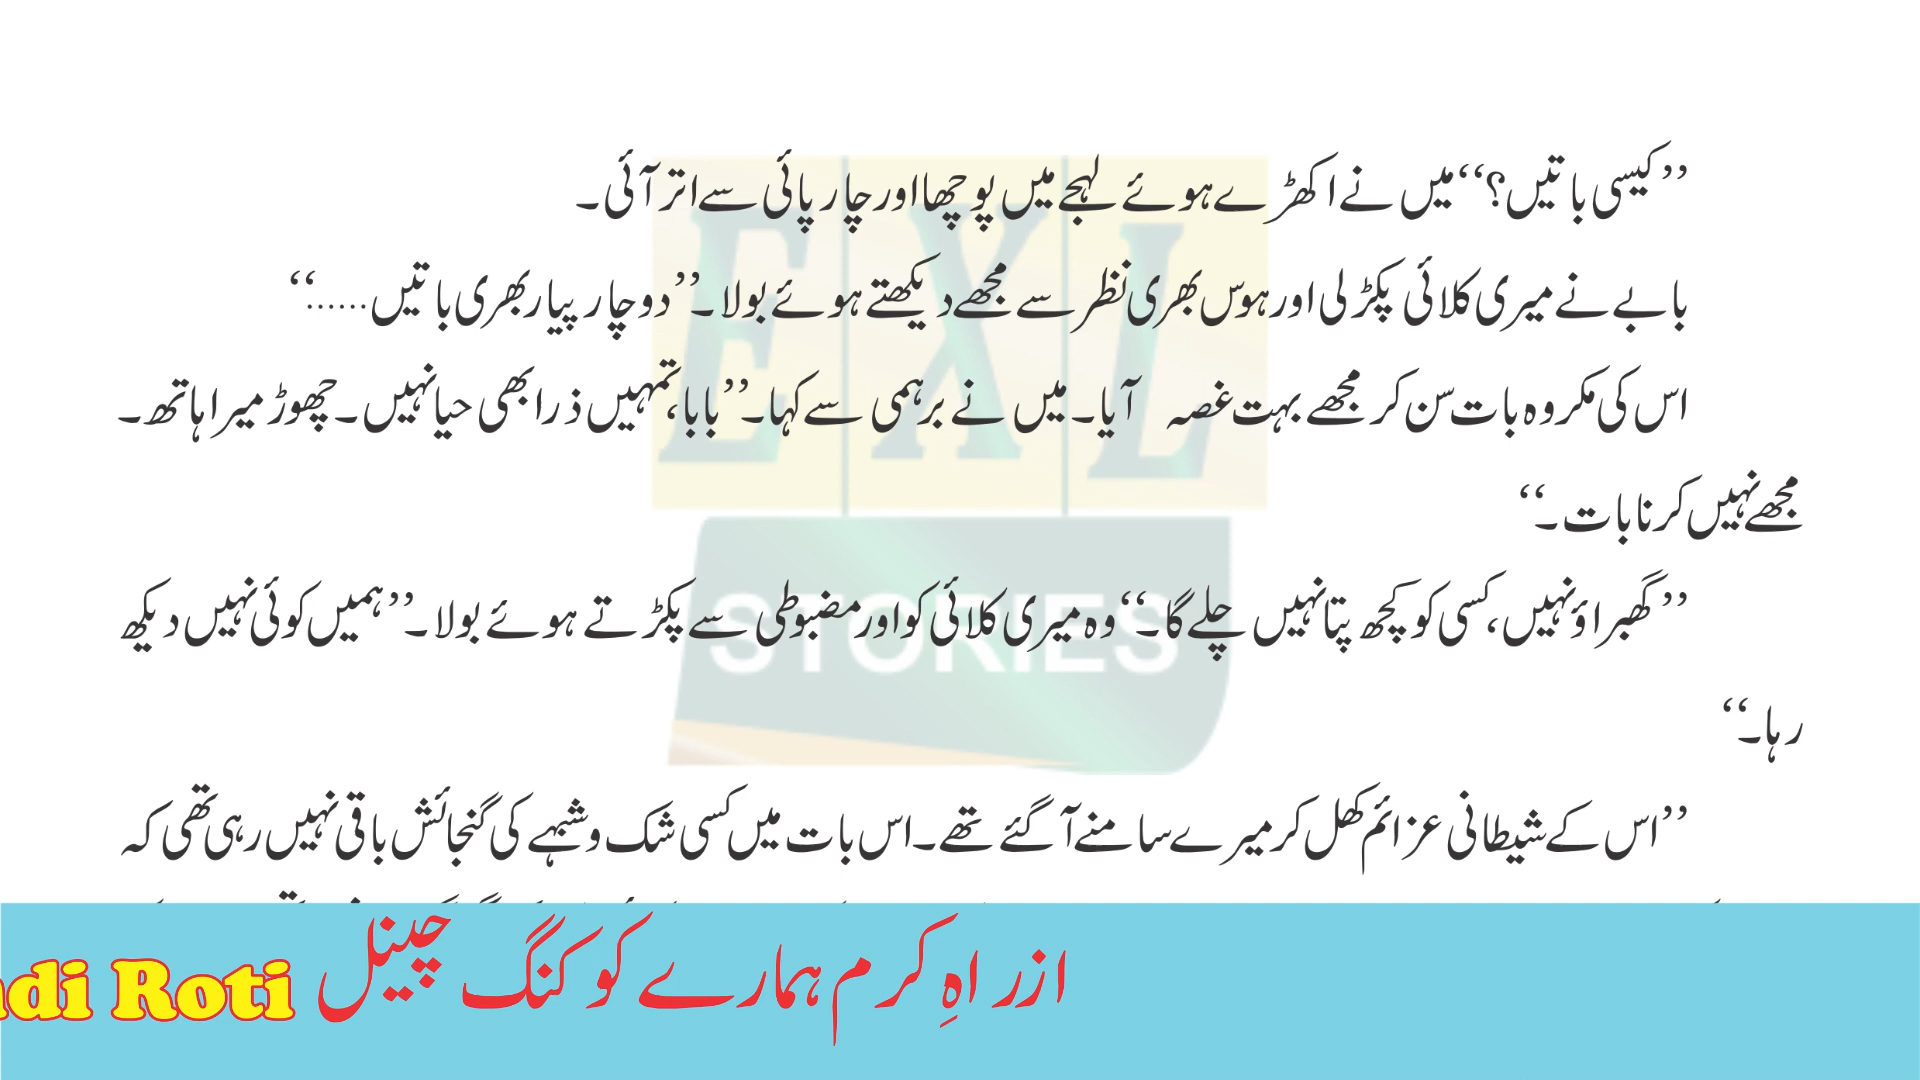 ’’کیسی باتیں؟‘‘میں نے اکھڑے ہوئے لہجے میں پوچھا اور چارپائی سے اتر آئی۔
بابے نے میری کلائی پکڑ لی اور ہوس بھری نظر سے مجھے دیکھتے ہوئے بولا۔’’دوچار پیار بھری باتیں......‘‘
اس کی مکروہ بات سن کر مجھے بہت غصہ آیا۔ میں نے برہمی سے کہا۔’’بابا، تمہیں ذرا بھی حیا نہیں۔ چھوڑ میرا ہاتھ۔
مجھے نہیں کرنا بات۔‘‘
’’گھبراؤ نہیں، کسی کو کچھ پتا نہیں چلے گا۔‘‘ وہ میری کلائی کو اور مضبوطی سے پکڑتے ہوئے بولا۔’’ہمیں کوئی نہیں دیکھ
رہا۔‘‘
’’اس کے شیطانی عزائم کھل کر میرے سامنے آ گئے تھے۔ اس بات میں کسی شک و شبہے کی گنجائش باقی نہیں رہی تھی کہ
ازراہِ کرم ہمارے کوکنگ چینل Roti
EXL
STORIES